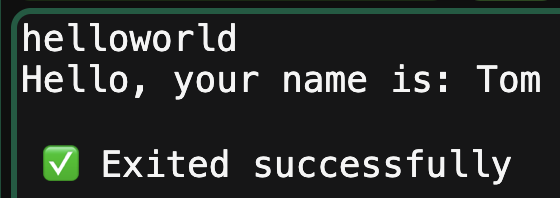 helloworld
Hello, your name is: Tom
✅ Exited successfully